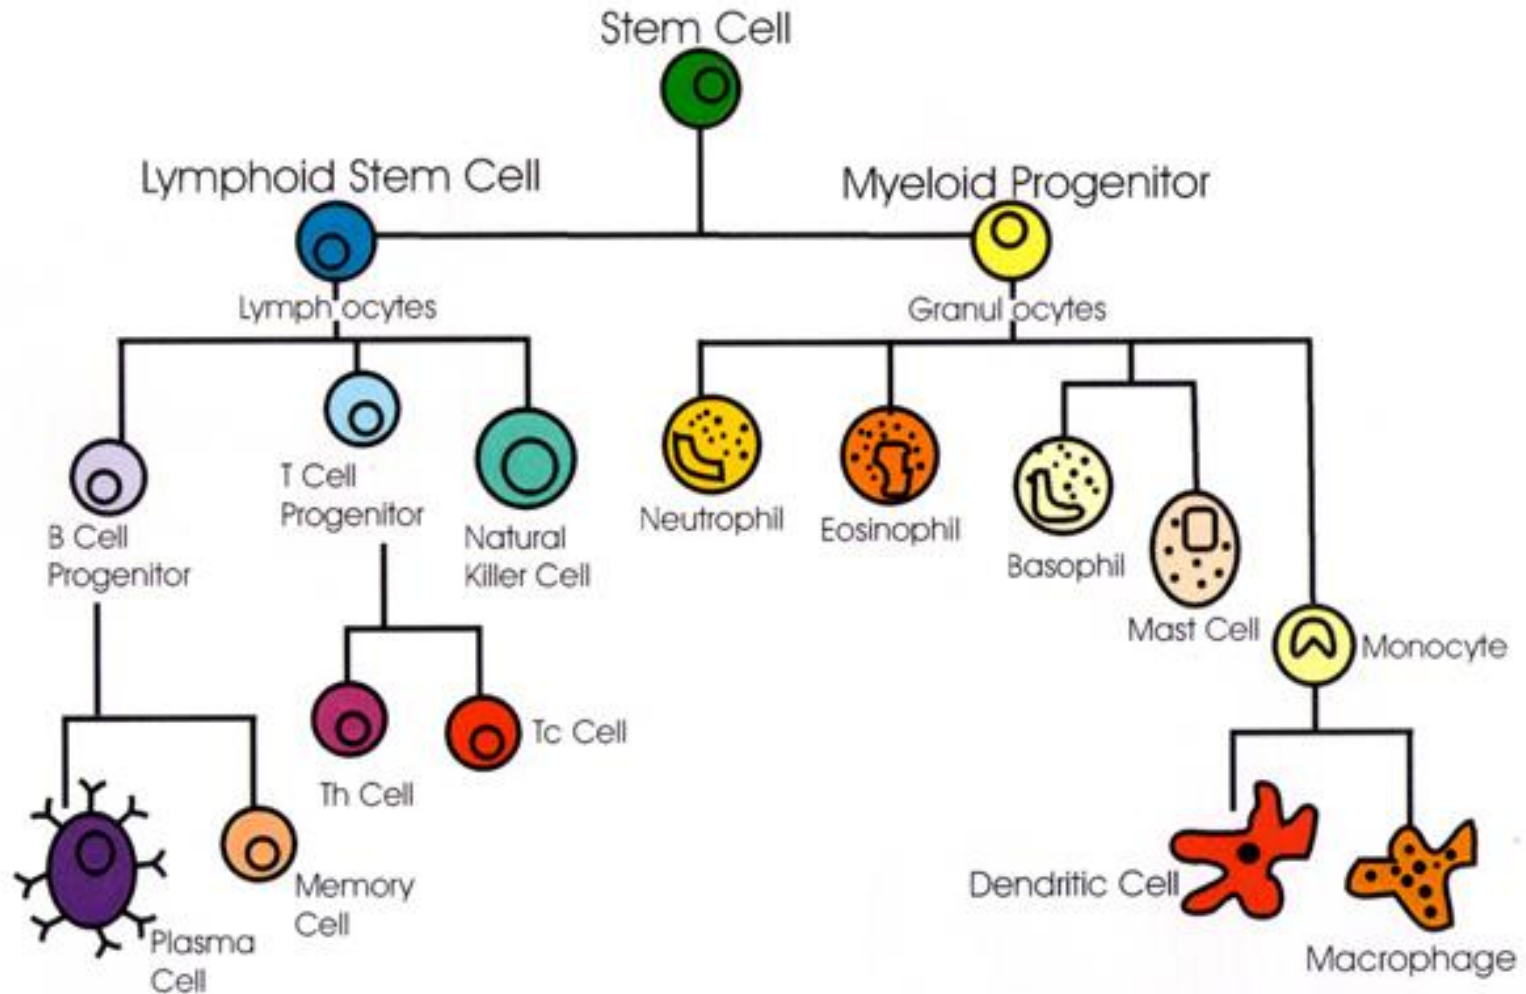 Stem Cell
Lymphoid Stem Cell
Myeloid Progenitor
Lymph ocytes
Granul ocytes
B Cell
Progenitor
T Cell
Progenitor
Natural
Killer Cell
Neutrophil
Eosinophil
Basophil
Mast Cell
Monocyte
Th Cell
Tc Cell
Plasma
Cell
Memory
Cell
Dendritic Cell
Macrophage